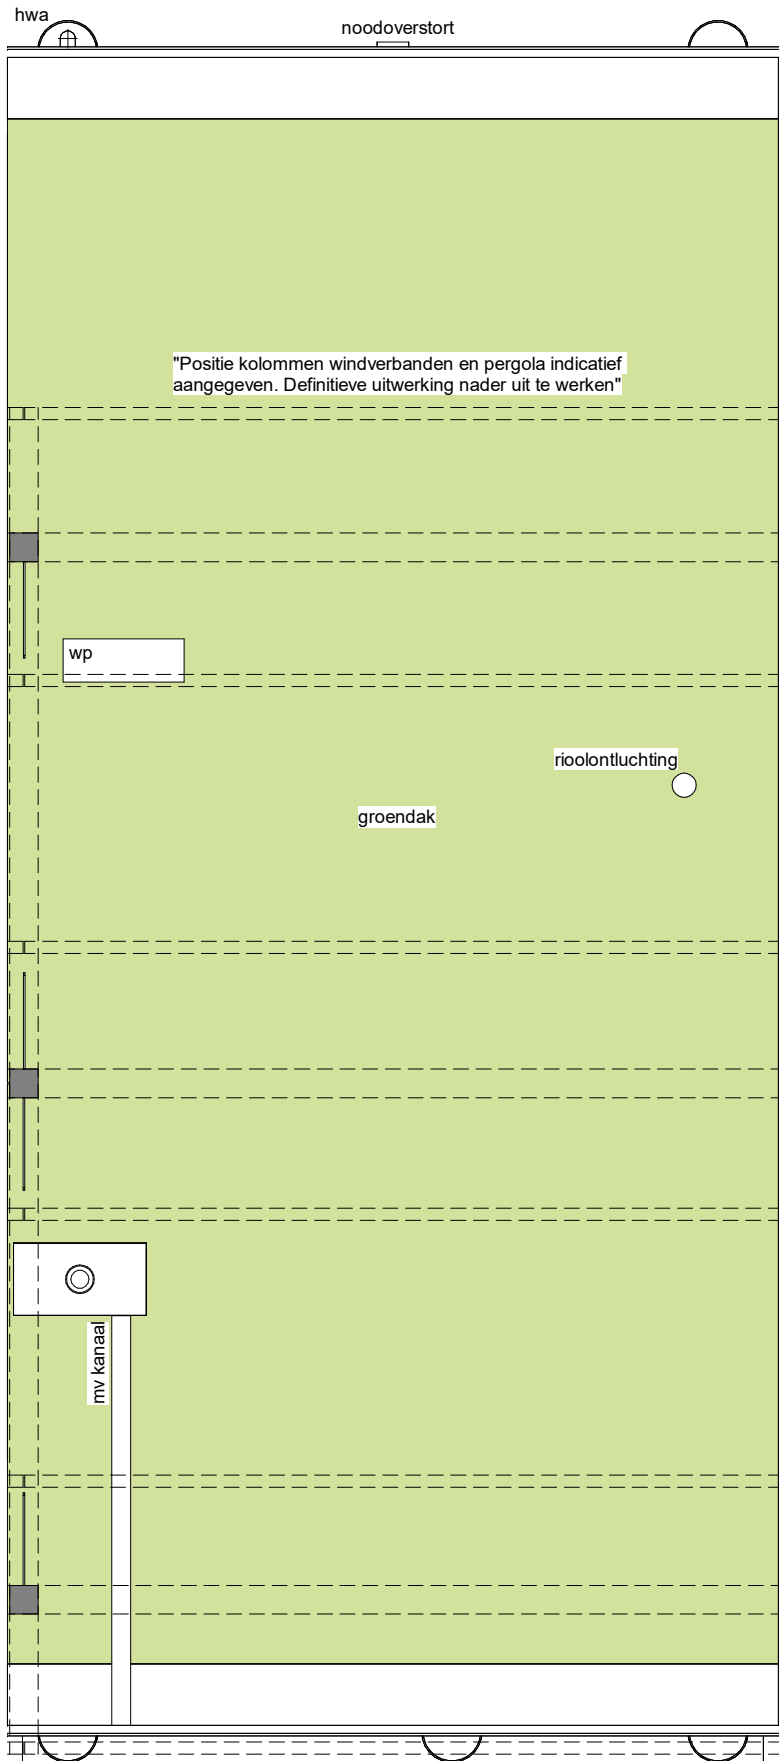 hwa
noodoverstort
"Positie kolommen windverbanden en pergola indicatief
aangegeven. Definitieve uitwerking nader uit te werken"
wp
rioolontluchting
groendak
mv kanaal